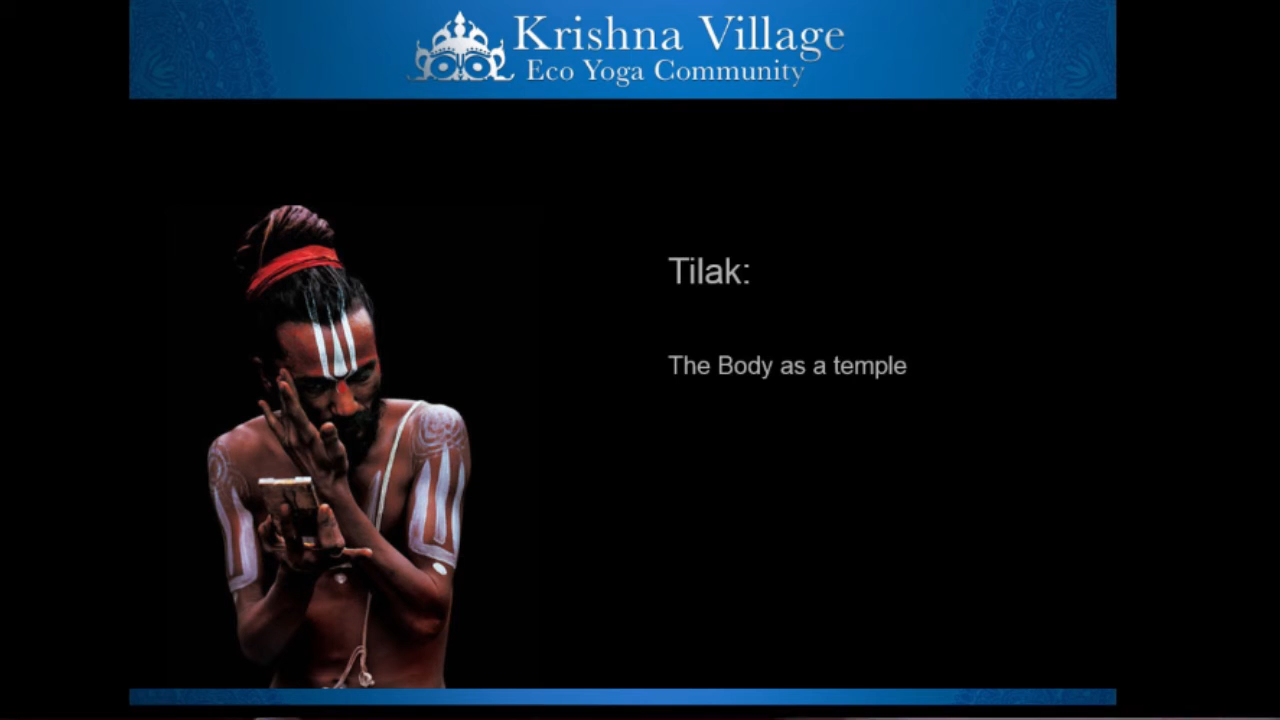 Krishna Village
Eco Yoga Community
Tilak:
The Body as a temple